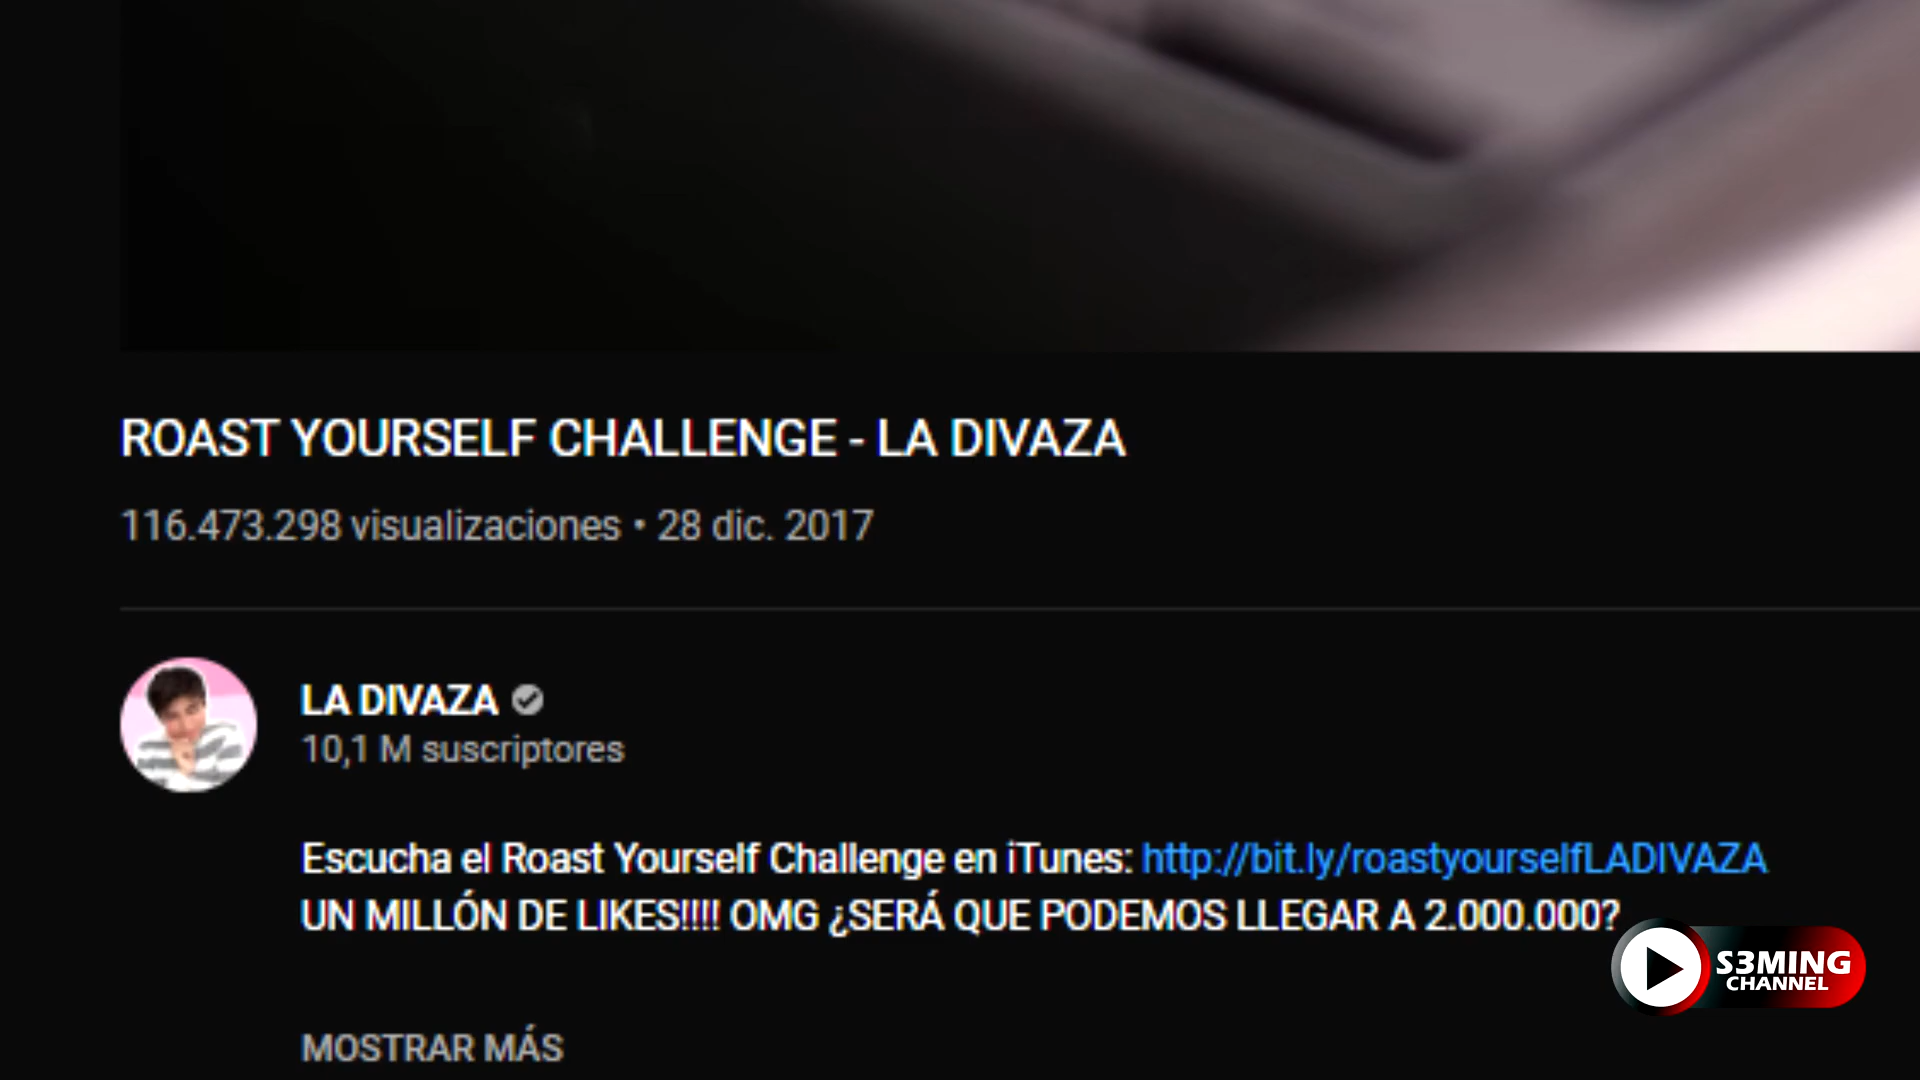 ROAST YOURSELF CHALLENGE - LA DIVAZA
116.473.298 visualizaciones • 28 dic. 2017
LA DIVAZA
10,1 M suscriptores
Escucha el Roast Yourself Challenge en iTunes: http://bit.ly/roastyourselfLADIVAZA
UN MILLÓN DE LIKES!!!! OMG ¿SERÁ QUE PODEMOS LLEGAR A 2.000.000?
S3MING
CHANNEL
MOSTRAR MÁS